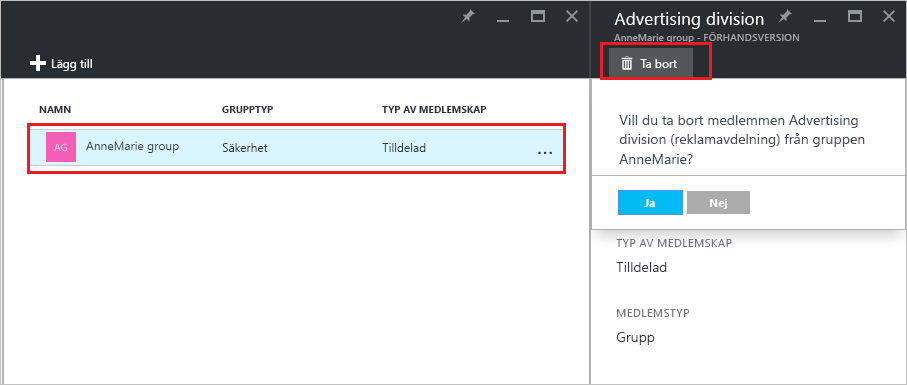 Lägg till
NAMN GRUPPTYP TYP AV MEDLEMSKAP
AG AnneMarie group Säkerhet Tilldelad ...
Advertising division
AnneMarie group - FÖRHANDSVERSION
Ta bort
Vill du ta bort medlemmen Advertising
division (reklamavdelning) från gruppen
AnneMarie?
Ja Nej
TYP AV MEDLEMSKAP
Tilldelad
MEDLEMSTYP
Grupp